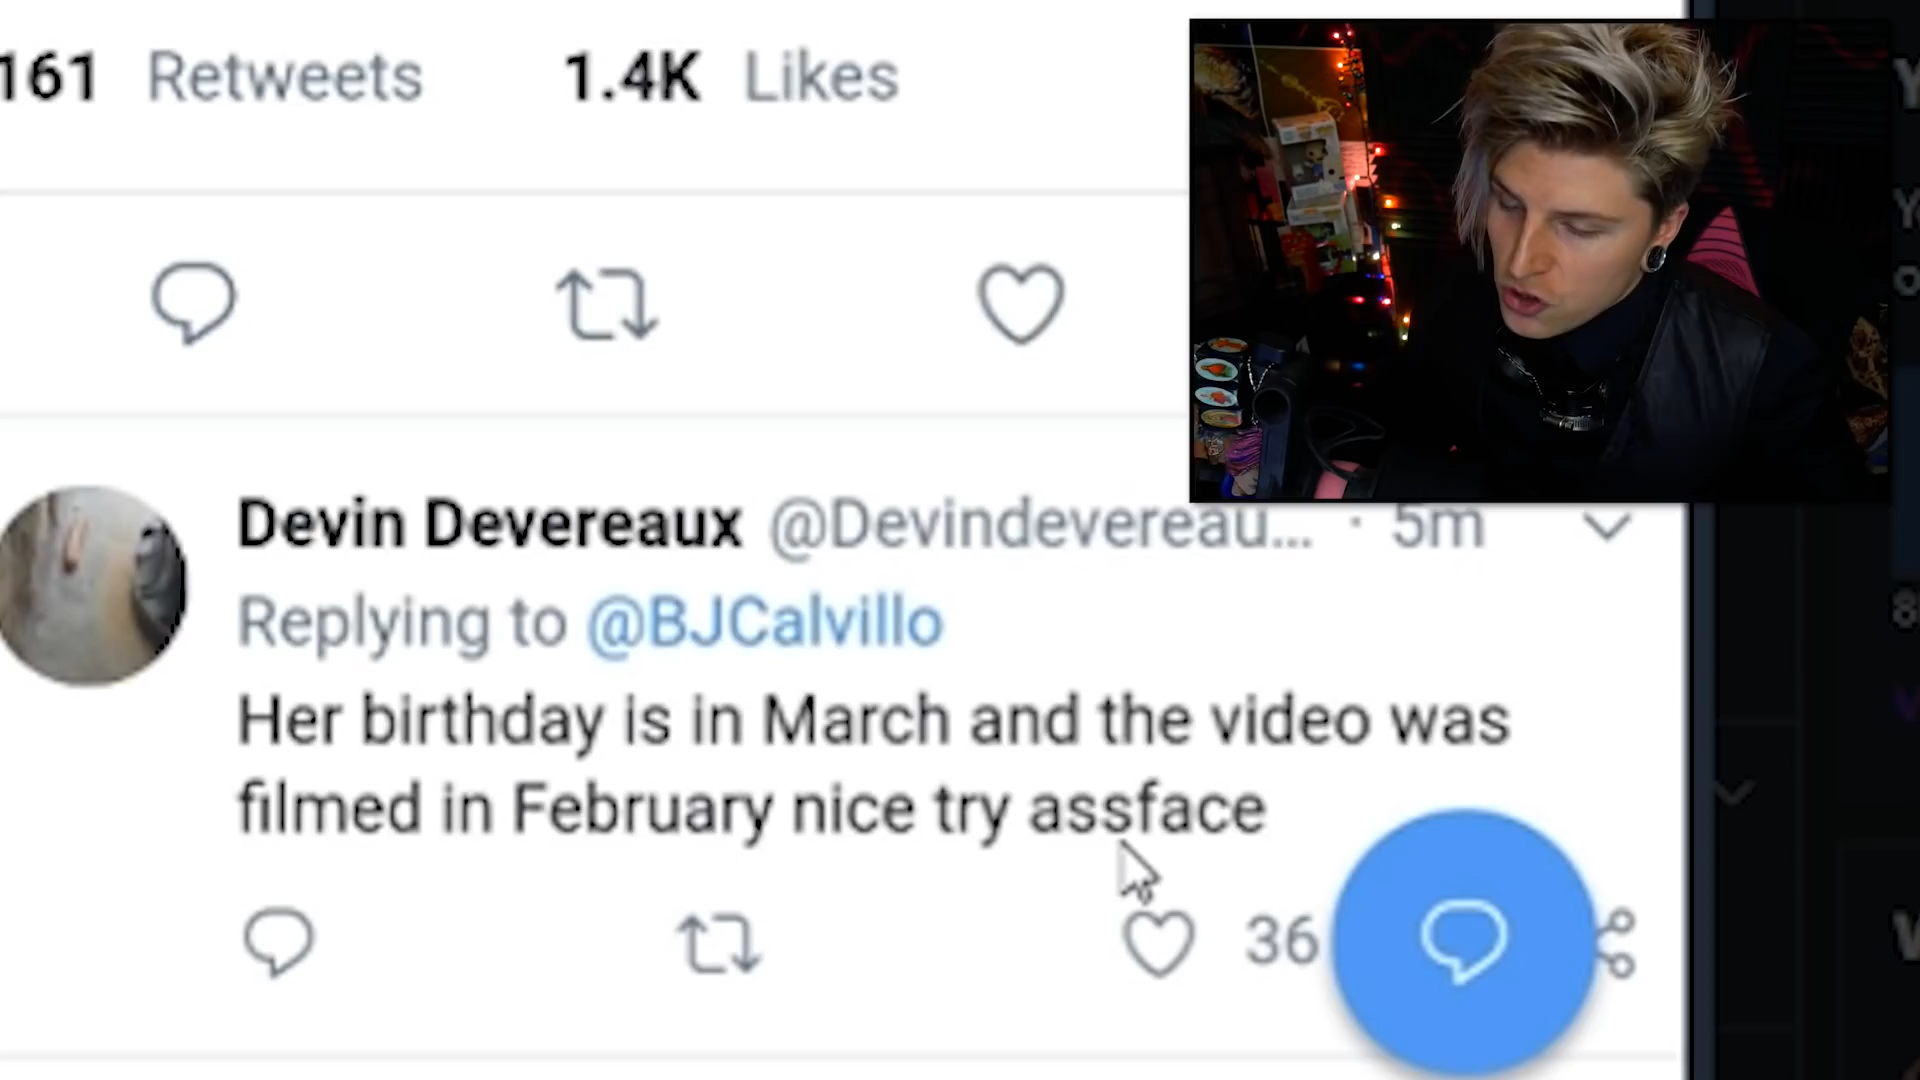 161 Retweets 1.4K Likes
Devin Devereaux @Devindevereau... · 5m
Replying to @BJCalvillo
Her birthday is in March and the video was
filmed in February nice try assface
36